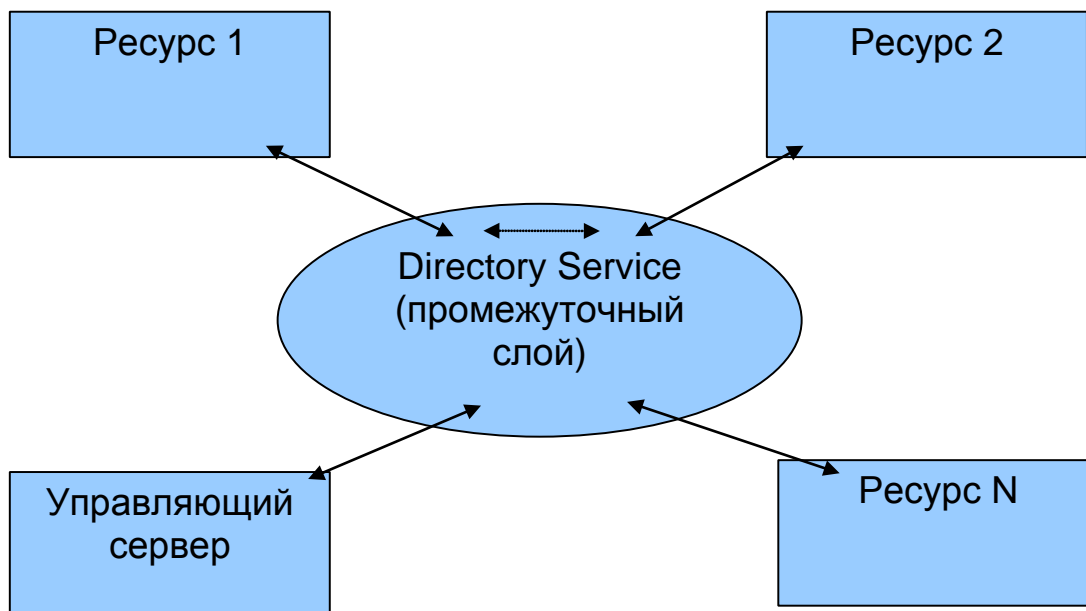 Ресурс 1
Ресурс 2
Directory Service
(промежуточный
слой)
Управляющий
сервер
Ресурс N